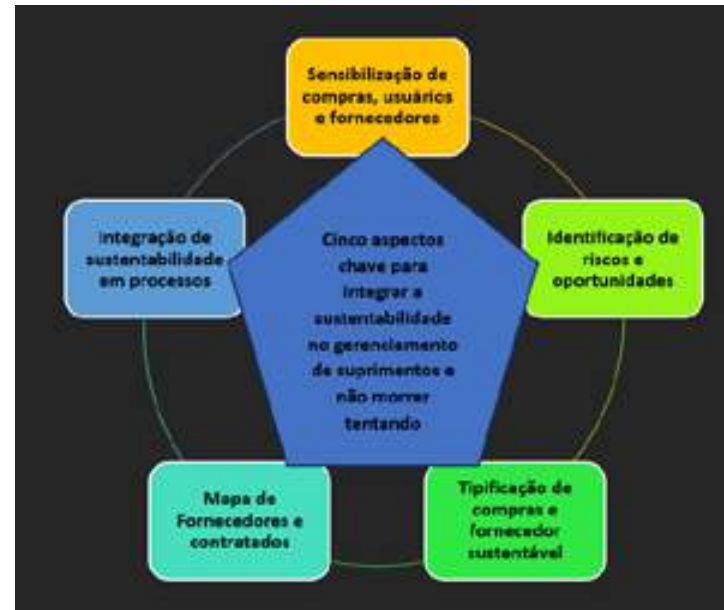 Sensibilização de
compras, usuários
e fornecedores
Integração de
sustentabilidade
em processos
Cinco aspectos
chave para
integrar a
sustentabilidade
no gerenciamento
de suprimentos e
não morrer
tentando
Identificação de
riscos e
oportunidades
Mapa de
Fornecedores e
contratados
Tipificação de
compras e
fornecedor
sustentável